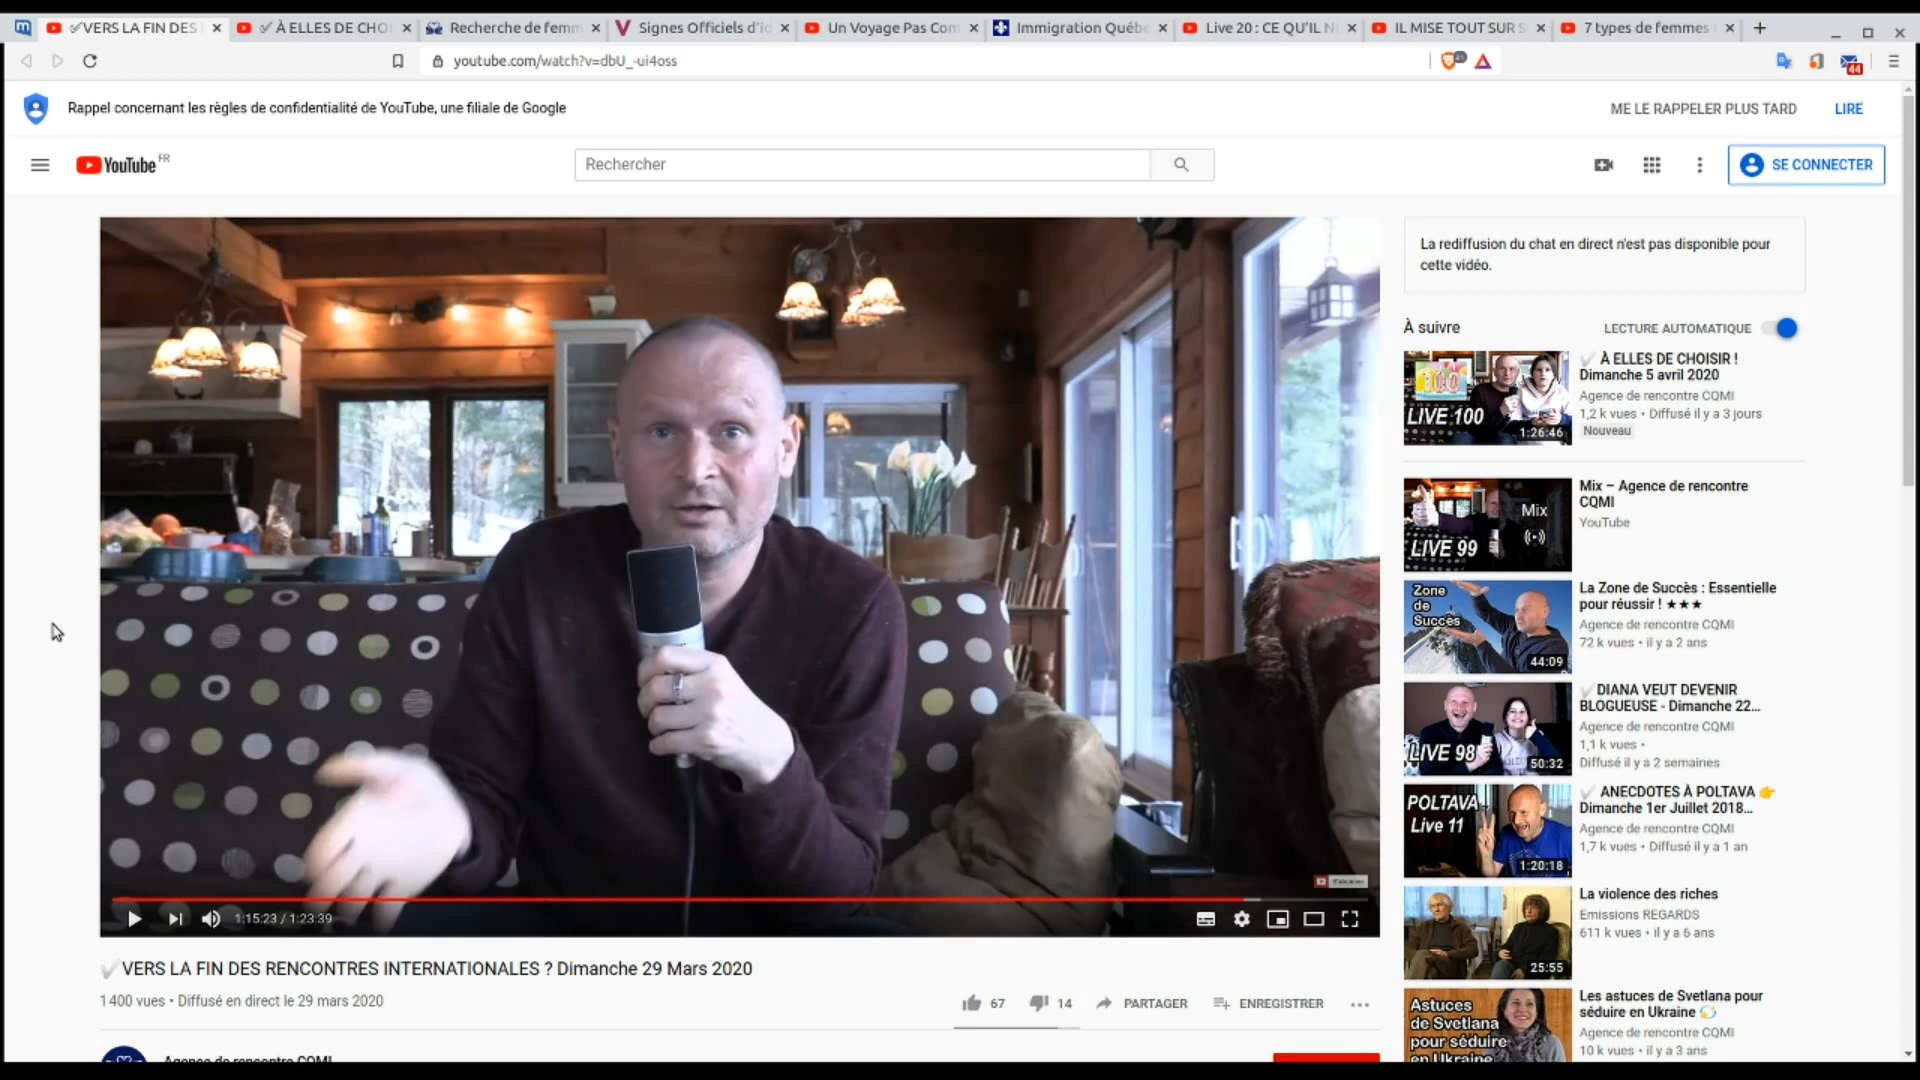 ✅VERS LA FIN DES
✅ À ELLES DE CHO
Recherche de femm
Signes Officiels d'i
Un Voyage Pas Com
Immigration Québ
Live 20 : CE QU'IL N
IL MISE TOUT SUR S
7 types de femmes
youtube.com/watch?v=dbU_-ui4oss
44
Rappel concernant les règles de confidentialité de YouTube, une filiale de Google
ME LE RAPPELER PLUS TARD
LIRE
YouTube FR
Rechercher
SE CONNECTER
La rediffusion du chat en direct n'est pas disponible pour
cette vidéo.
À suivre
LECTURE AUTOMATIQUE
LIVE 100
1:26:46
✅ À ELLES DE CHOISIR !
Dimanche 5 avril 2020
Agence de rencontre CQMI
1,2 k vues • Diffusé il y a 3 jours
Nouveau
LIVE 99
Mix
Mix – Agence de rencontre
CQMI
YouTube
Zone
de
Succès
44:09
La Zone de Succès : Essentielle
pour réussir ! ★★★
Agence de rencontre CQMI
72 k vues • il y a 2 ans
LIVE 98
50:32
✅DIANA VEUT DEVENIR
BLOGUEUSE - Dimanche 22...
Agence de rencontre CQMI
1,1 k vues •
Diffusé il y a 2 semaines
POLTAVA
Live 11
1:20:18
✅ ANECDOTES À POLTAVA 👉
Dimanche 1er Juillet 2018...
Agence de rencontre CQMI
1,7 k vues • Diffusé il y a 1 an
25:55
La violence des riches
Emissions REGARDS
611 k vues • il y a 6 ans
Astuces
de Svetlana
pour séduire
en Ukraine
Les astuces de Svetlana pour
séduire en Ukraine
Agence de rencontre CQMI
10 k vues • il y a 3 ans
1:15:23 / 1:23:39
✅VERS LA FIN DES RENCONTRES INTERNATIONALES ? Dimanche 29 Mars 2020
1 400 vues • Diffusé en direct le 29 mars 2020
67
14
PARTAGER
ENREGISTRER
Agence de rencontre CQMI